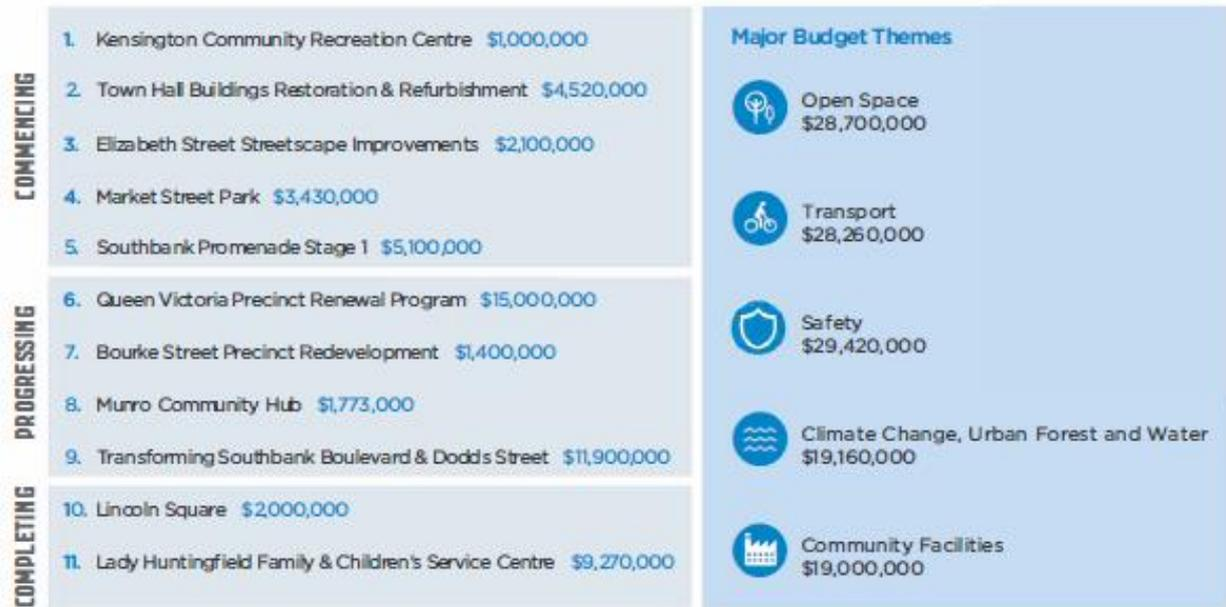 COMMENCING
1. Kensington Community Recreation Centre $1,000,000
2. Town Hall Buildings Restoration & Refurbishment $4,520,000
3. Elizabeth Street Streetscape Improvements $2,100,000
4. Market Street Park $3,430,000
5. Southbank Promenade Stage 1 $5,100,000
PROGRESSING
6. Queen Victoria Precinct Renewal Program $15,000,000
7. Bourke Street Precinct Redevelopment $1,400,000
8. Munro Community Hub $1,773,000
9. Transforming Southbank Boulevard & Dodds Street $11,900,000
COMPLETING
10. Lincoln Square $2,000,000
11. Lady Huntingfield Family & Children's Service Centre $9,270,000
Major Budget Themes
Open Space
$28,700,000
Transport
$28,260,000
Safety
$29,420,000
Climate Change, Urban Forest and Water
$19,160,000
Community Facilities
$19,000,000